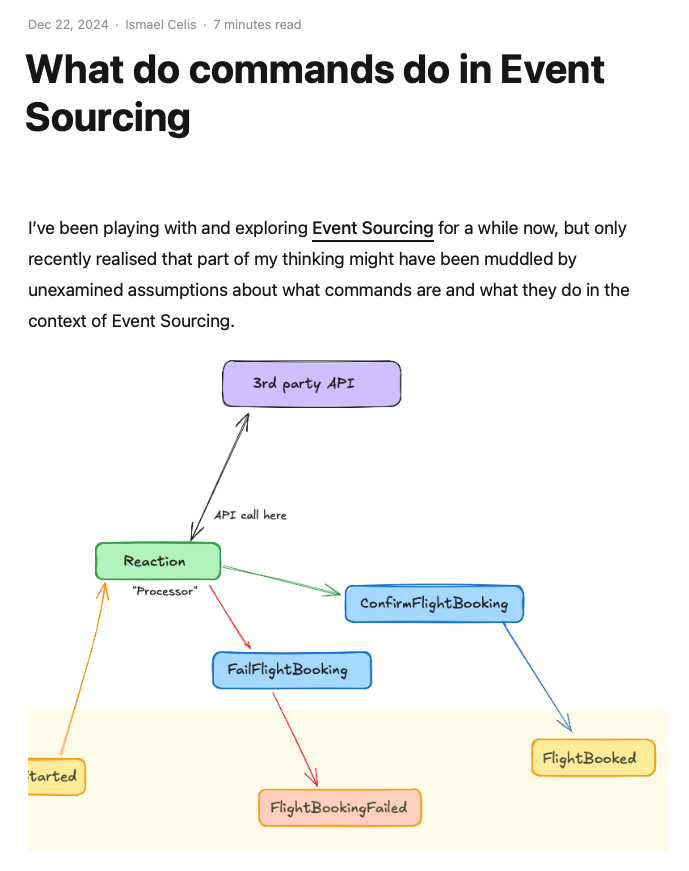 Dec 22, 2024 · Ismael Celis · 7 minutes read
What do commands do in Event
Sourcing
I’ve been playing with and exploring Event Sourcing for a while now, but only
recently realised that part of my thinking might have been muddled by
unexamined assumptions about what commands are and what they do in the
context of Event Sourcing.
3rd party API
API call here
Reaction
"Processor"
ConfirmFlightBooking
FailFlightBooking
FlightBooked
Started
FlightBookingFailed